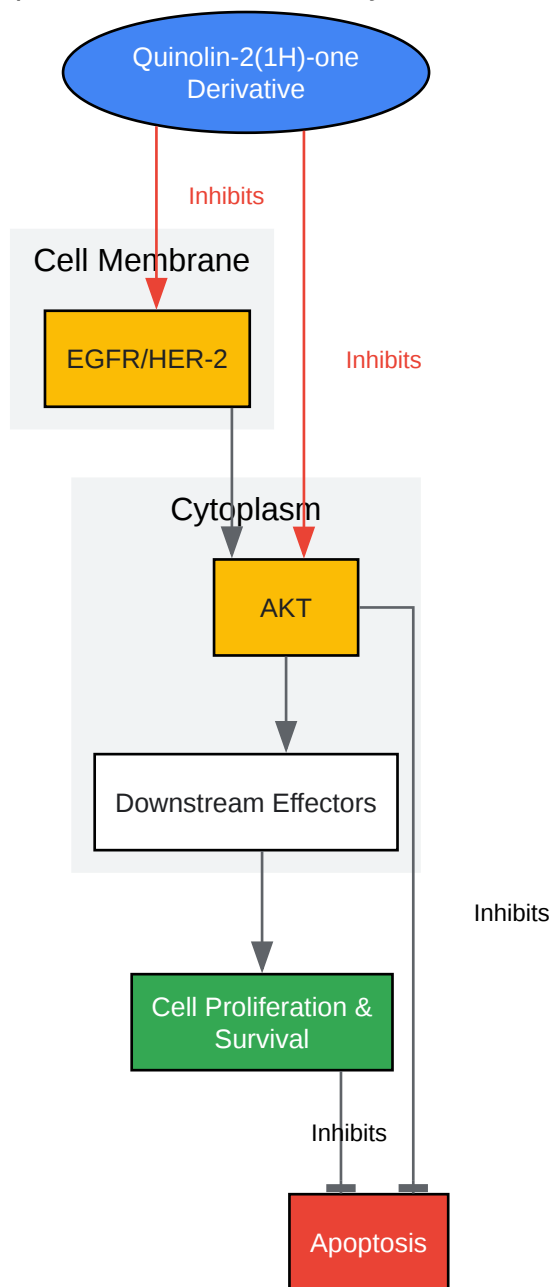 Quinolin-2(1H)-one
Derivative
Inhibits
Cell Membrane
EGFR/HER-2
Inhibits
Cytoplasm
AKT
Downstream Effectors
Inhibits
Cell Proliferation &
Survival
Inhibits
Apoptosis